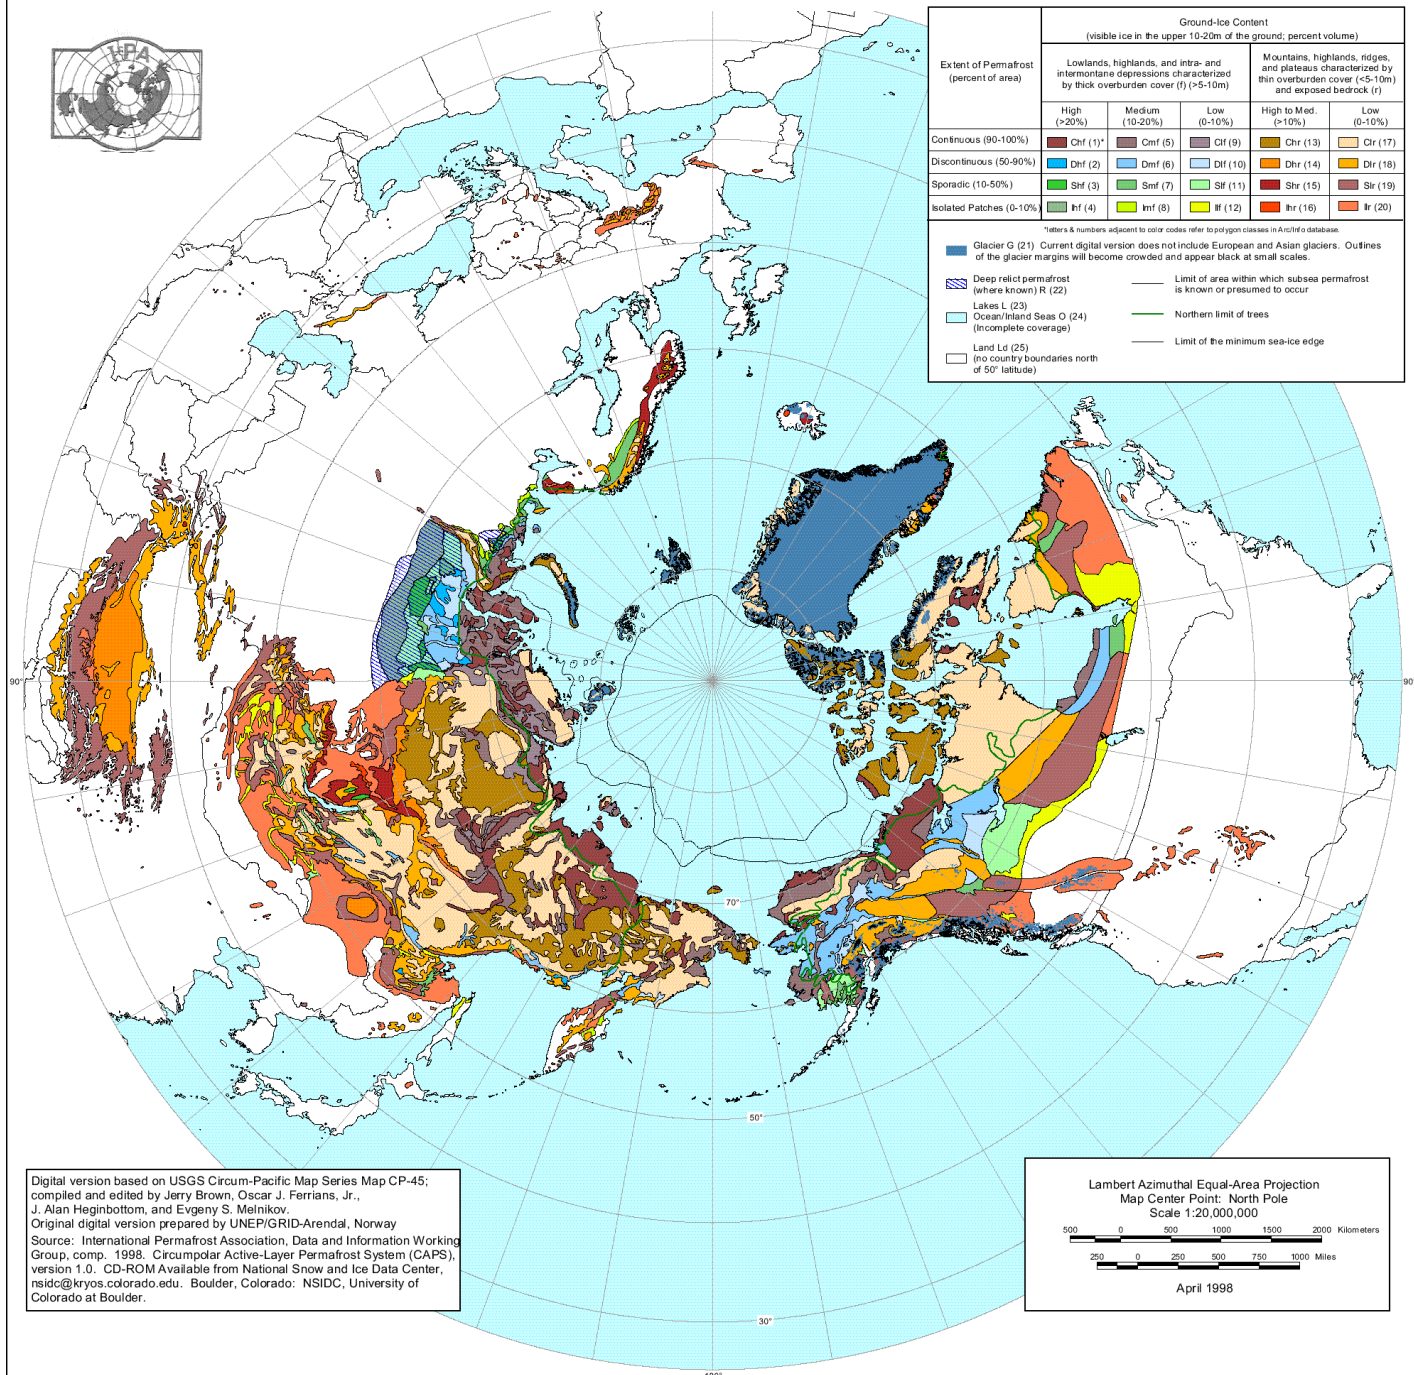 IPA
Ground-Ice Content
(visible ice in the upper 10-20m of the ground; percent volume)
Extent of Permafrost
(percent of area)
Lowlands, highlands, and intra- and
intermontane depressions characterized
by thick overburden cover (f) (>5-10m)
Mountains, highlands, ridges,
and plateaus characterized by
thin overburden cover (<5-10m)
and exposed bedrock (r)
High
(>20%)
Medium
(10-20%)
Low
(0-10%)
High to Med.
(>10%)
Low
(0-10%)
Continuous (90-100%) Chf (1)* Cmf (5) Clf (9) Chr (13) Clr (17)
Discontinuous (50-90%) Dhf (2) Dmf (6) Dlf (10) Dhr (14) Dlr (18)
Sporadic (10-50%) Shf (3) Smf (7) Slf (11) Shr (15) Slr (19)
Isolated Patches (0-10%) Ihf (4) Imf (8) Ilf (12) Ihr (16) Ilr (20)
*letters & numbers adjacent to color codes refer to polygon classes in Arc/Info database.
Glacier G (21) Current digital version does not include European and Asian glaciers. Outlines
of the glacier margins will become crowded and appear black at small scales.
Deep relict permafrost
(where known) R (22)
Lakes L (23)
Ocean/Inland Seas O (24)
(Incomplete coverage)
Land Ld (25)
(no country boundaries north
of 50° latitude)
Limit of area within which subsea permafrost
is known or presumed to occur
Northern limit of trees
Limit of the minimum sea-ice edge
90°
90°
70°
50°
30°
Digital version based on USGS Circum-Pacific Map Series Map CP-45;
compiled and edited by Jerry Brown, Oscar J. Ferrians, Jr.,
J. Alan Heginbottom, and Evgeny S. Melnikov.
Original digital version prepared by UNEP/GRID-Arendal, Norway
Source: International Permafrost Association, Data and Information Working
Group, comp. 1998. Circumpolar Active-Layer Permafrost System (CAPS),
version 1.0. CD-ROM Available from National Snow and Ice Data Center,
nsidc@kryos.colorado.edu. Boulder, Colorado: NSIDC, University of
Colorado at Boulder.
Lambert Azimuthal Equal-Area Projection
Map Center Point: North Pole
Scale 1:20,000,000
500 0 500 1000 1500 2000 Kilometers
250 0 250 500 750 1000 Miles
April 1998